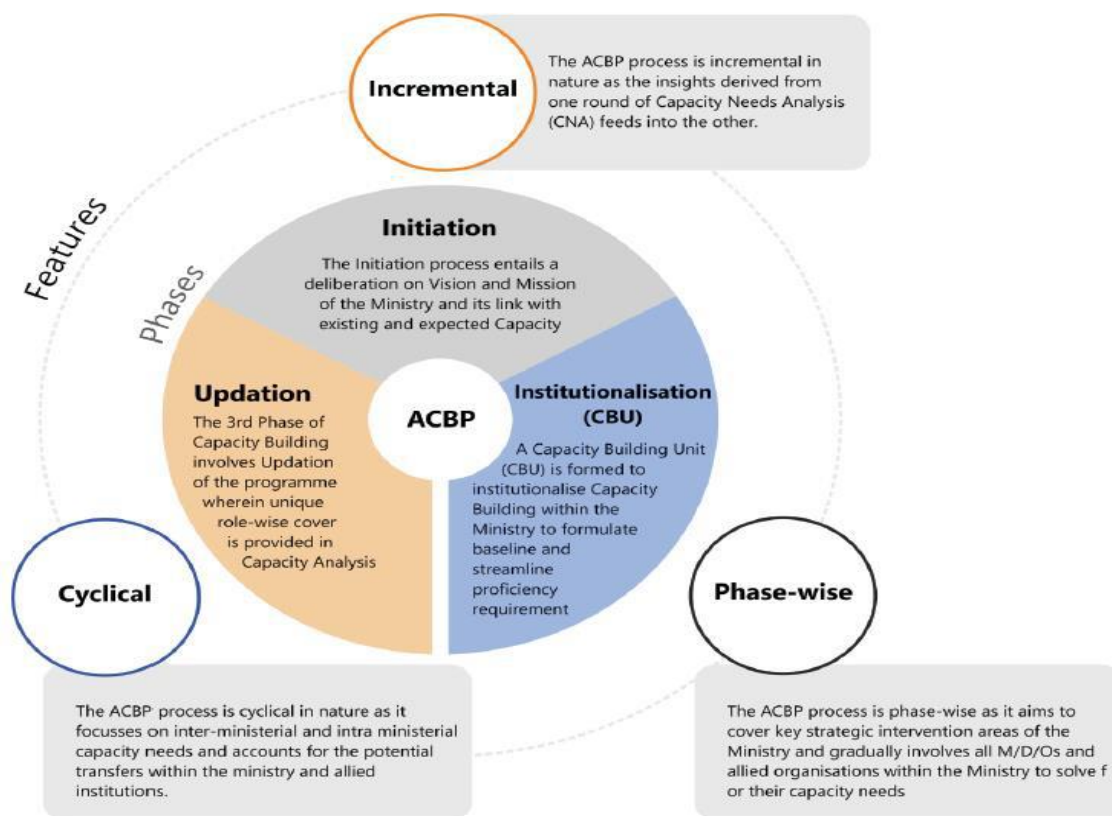 Incremental
The ACBP process is incremental in
nature as the insights derived from
one round of Capacity Needs Analysis
(CNA) feeds into the other.
Features
Phases
Initiation
The Initiation process entails a
deliberation on Vision and Mission
of the Ministry and its link with
existing and expected Capacity
Updation
The 3rd Phase of
Capacity Building
involves Updation
of the programme
wherein unique
role-wise cover
is provided in
Capacity Analysis
ACBP
Institutionalisation
(CBU)
A Capacity Building Unit
(CBU) is formed to
institutionalise Capacity
Building within the
Ministry to formulate
baseline and
streamline
proficiency
requirement
Cyclical
The ACBP process is cyclical in nature as it
focusses on inter-ministerial and intra ministerial
capacity needs and accounts for the potential
transfers within the ministry and allied
institutions.
Phase-wise
The ACBP process is phase-wise as it aims to
cover key strategic intervention areas of the
Ministry and gradually involves all M/D/Os and
allied organisations within the Ministry to solve f
or their capacity needs